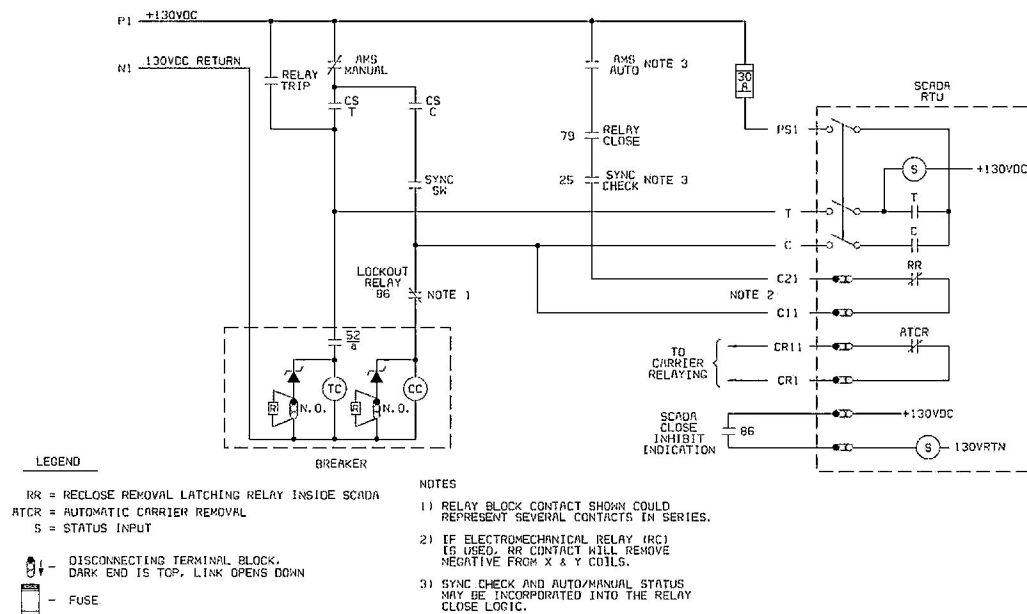 P1 +130VDC
N1 130VDC RETURN
RELAY
TRIP
AMS
MANUAL
CS
T
CS
C
SYNC
SW
AMS
AUTO NOTE 3
79 RELAY
CLOSE
25 SYNC
CHECK NOTE 3
30
A
SCADA
RTU
PS1
S +130VDC
T T
C C
LOCKOUT
RELAY
86 NOTE 1
C21 RR
NOTE 2
C11
TO
CARRIER
RELAYING
CR11 ATCR
CR1
52
a
TC N.O.
CC N.O.
BREAKER
SCADA
CLOSE
INHIBIT
INDICATION
86
+130VDC
S 130VRTN
LEGEND
RR = RECLOSE REMOVAL LATCHING RELAY INSIDE SCADA
ATCR = AUTOMATIC CARRIER REMOVAL
S = STATUS INPUT
- DISCONNECTING TERMINAL BLOCK.
DARK END IS TOP, LINK OPENS DOWN
- FUSE
NOTES
1) RELAY BLOCK CONTACT SHOWN COULD
REPRESENT SEVERAL CONTACTS IN SERIES.
2) IF ELECTROMECHANICAL RELAY (RC)
IS USED, RR CONTACT WILL REMOVE
NEGATIVE FROM X & Y COILS.
3) SYNC CHECK AND AUTO/MANUAL STATUS
MAY BE INCORPORATED INTO THE RELAY
CLOSE LOGIC.